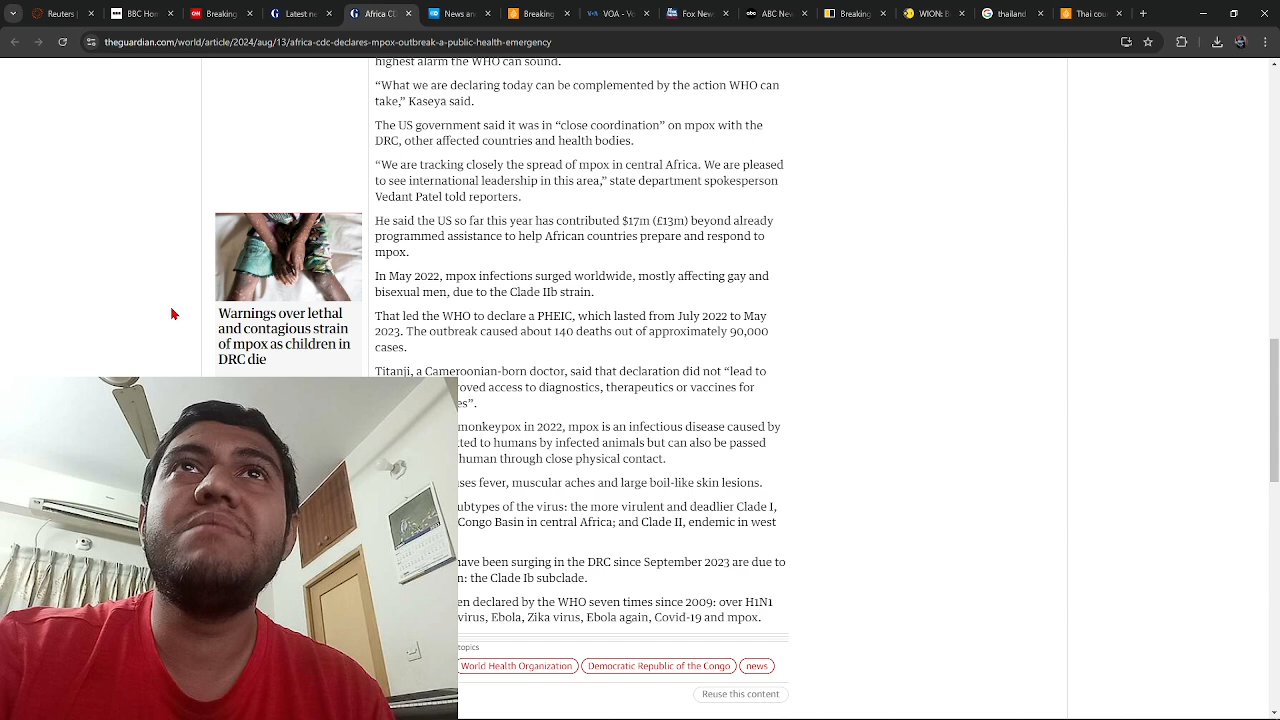 BBC Hom
Breaking
Latest n
Africa CD
News an
Breakin
VOA - V
Fox New
ABC Ne
Breakin
WION:
thailand
Thai cou
theguardian.com/world/article/2024/aug/13/africa-cdc-declares-mpox-outbreak-a-public-health-emergency
highest alarm the WHO can sound.
“What we are declaring today can be complemented by the action WHO can
take,” Kaseya said.
The US government said it was in “close coordination” on mpox with the
DRC, other affected countries and health bodies.
“We are tracking closely the spread of mpox in central Africa. We are pleased
to see international leadership in this area,” state department spokesperson
Vedant Patel told reporters.
He said the US so far this year has contributed $17m (£13m) beyond already
programmed assistance to help African countries prepare and respond to
mpox.
In May 2022, mpox infections surged worldwide, mostly affecting gay and
bisexual men, due to the Clade IIb strain.
That led the WHO to declare a PHEIC, which lasted from July 2022 to May
2023. The outbreak caused about 140 deaths out of approximately 90,000
cases.
Titanji, a Cameroonian-born doctor, said that declaration did not “lead to
oved access to diagnostics, therapeutics or vaccines for
es”.
monkeypox in 2022, mpox is an infectious disease caused by
ted to humans by infected animals but can also be passed
human through close physical contact.
ses fever, muscular aches and large boil-like skin lesions.
ubtypes of the virus: the more virulent and deadlier Clade I,
Congo Basin in central Africa; and Clade II, endemic in west
have been surging in the DRC since September 2023 are due to
n: the Clade Ib subclade.
en declared by the WHO seven times since 2009: over H1N1
virus, Ebola, Zika virus, Ebola again, Covid-19 and mpox.
topics
World Health Organization
Democratic Republic of the Congo
news
Reuse this content
Warnings over lethal
and contagious strain
of mpox as children in
DRC die